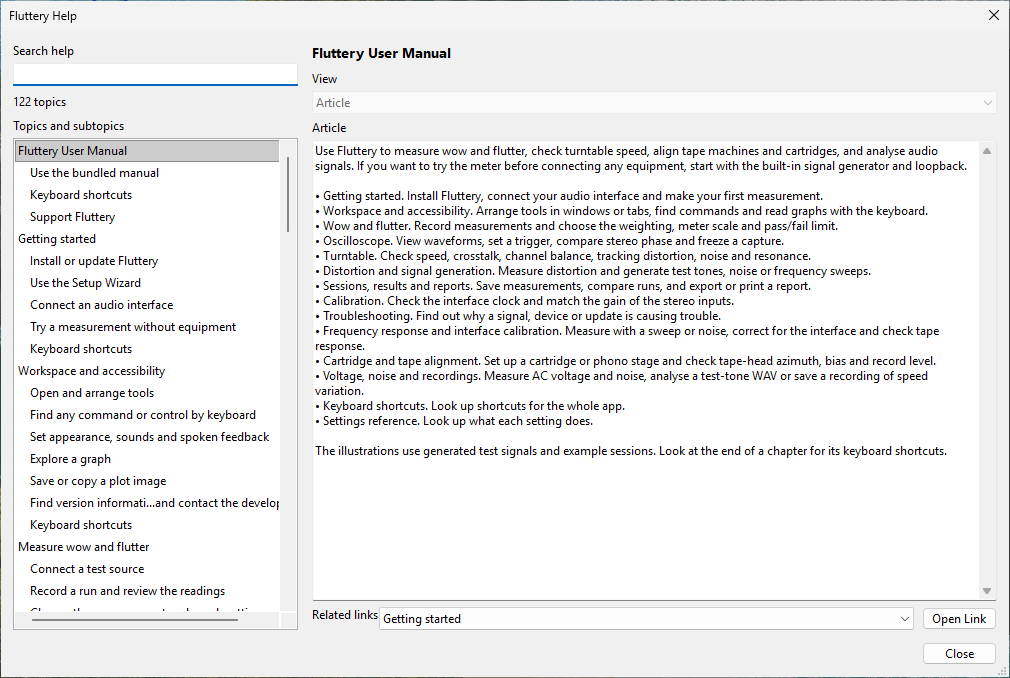 Fluttery Help
Search help
122 topics
Topics and subtopics
Fluttery User Manual
Use the bundled manual
Keyboard shortcuts
Support Fluttery
Getting started
Install or update Fluttery
Use the Setup Wizard
Connect an audio interface
Try a measurement without equipment
Keyboard shortcuts
Workspace and accessibility
Open and arrange tools
Find any command or control by keyboard
Set appearance, sounds and spoken feedback
Explore a graph
Save or copy a plot image
Find version informati...and contact the develop
Keyboard shortcuts
Measure wow and flutter
Connect a test source
Record a run and review the readings
Fluttery User Manual
View
Article
Article
Use Fluttery to measure wow and flutter, check turntable speed, align tape machines and cartridges, and analyse audio
signals. If you want to try the meter before connecting any equipment, start with the built-in signal generator and loopback.
• Getting started. Install Fluttery, connect your audio interface and make your first measurement.
• Workspace and accessibility. Arrange tools in windows or tabs, find commands and read graphs with the keyboard.
• Wow and flutter. Record measurements and choose the weighting, meter scale and pass/fail limit.
• Oscilloscope. View waveforms, set a trigger, compare stereo phase and freeze a capture.
• Turntable. Check speed, crosstalk, channel balance, tracking distortion, noise and resonance.
• Distortion and signal generation. Measure distortion and generate test tones, noise or frequency sweeps.
• Sessions, results and reports. Save measurements, compare runs, and export or print a report.
• Calibration. Check the interface clock and match the gain of the stereo inputs.
• Troubleshooting. Find out why a signal, device or update is causing trouble.
• Frequency response and interface calibration. Measure with a sweep or noise, correct for the interface and check tape
response.
• Cartridge and tape alignment. Set up a cartridge or phono stage and check tape-head azimuth, bias and record level.
• Voltage, noise and recordings. Measure AC voltage and noise, analyse a test-tone WAV or save a recording of speed
variation.
• Keyboard shortcuts. Look up shortcuts for the whole app.
• Settings reference. Look up what each setting does.
The illustrations use generated test signals and example sessions. Look at the end of a chapter for its keyboard shortcuts.
Related links
Getting started
Open Link
Close